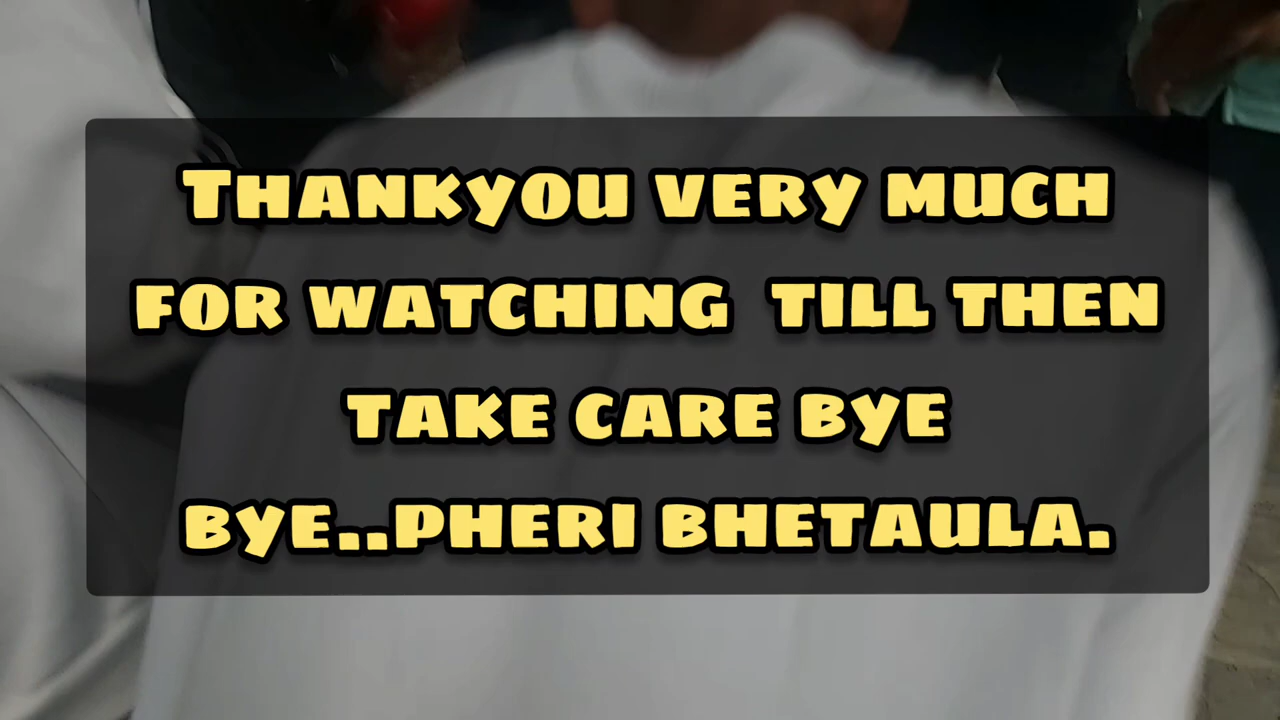 Thankyou very much
for watching  till then
take care bye
bye..pheri bhetaula.